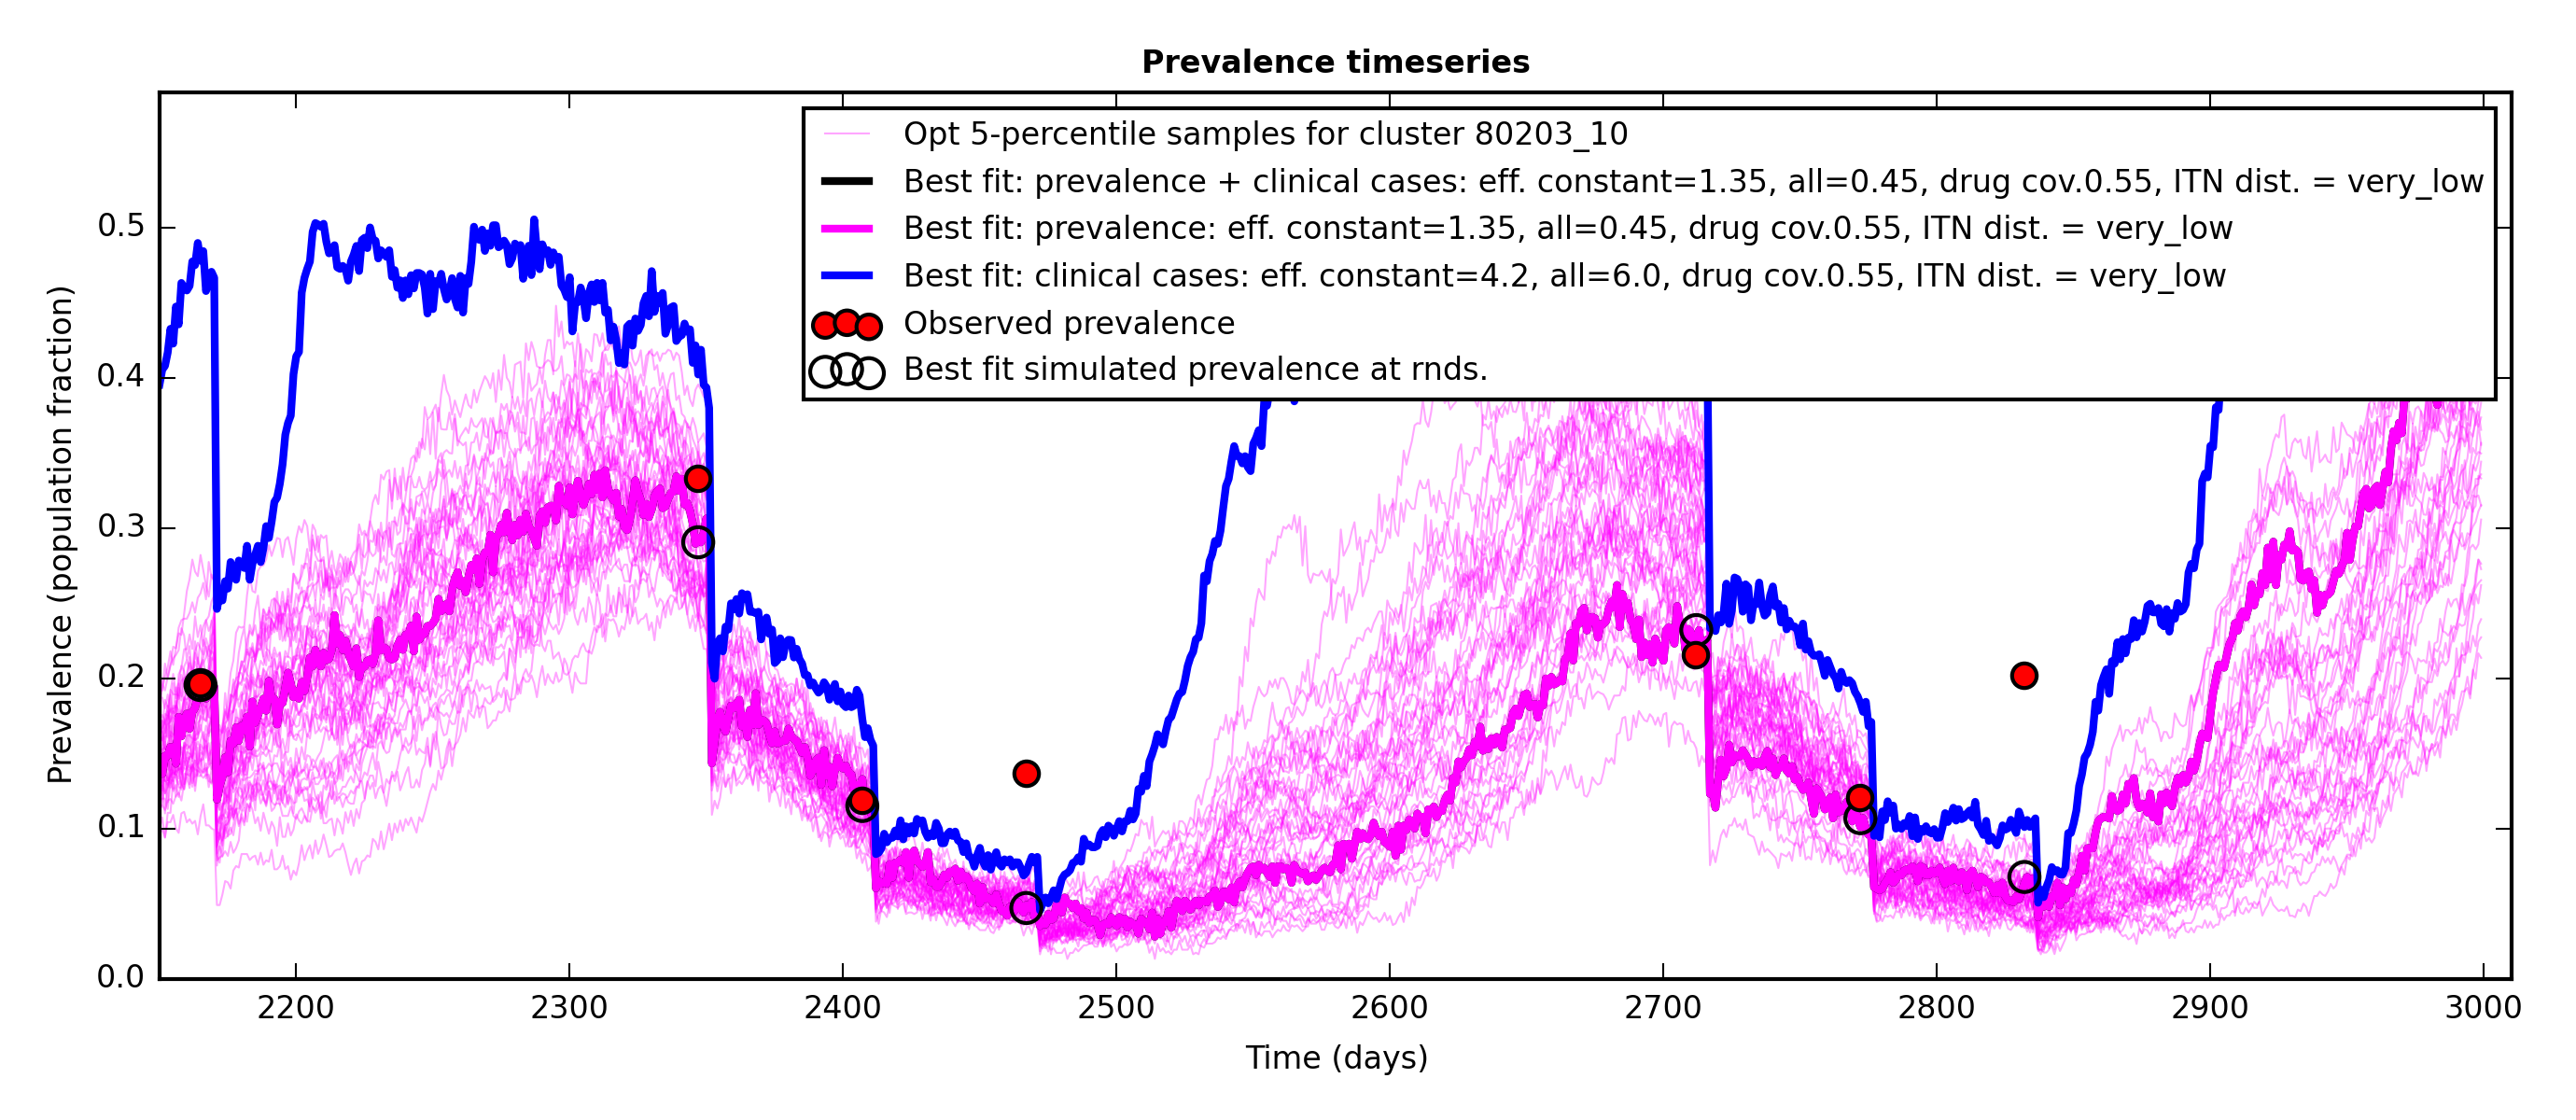 Prevalence timeseries
Opt 5-percentile samples for cluster 80203_10
Best fit: prevalence + clinical cases: eff. constant=1.35, all=0.45, drug cov.0.55, ITN dist. = very_low
Best fit: prevalence: eff. constant=1.35, all=0.45, drug cov.0.55, ITN dist. = very_low
Best fit: clinical cases: eff. constant=4.2, all=6.0, drug cov.0.55, ITN dist. = very_low
Observed prevalence
Best fit simulated prevalence at rnds.
Prevalence (population fraction)
0.5
0.4
0.3
0.2
0.1
0.0
2200 2300 2400 2500 2600 2700 2800 2900 3000
Time (days)